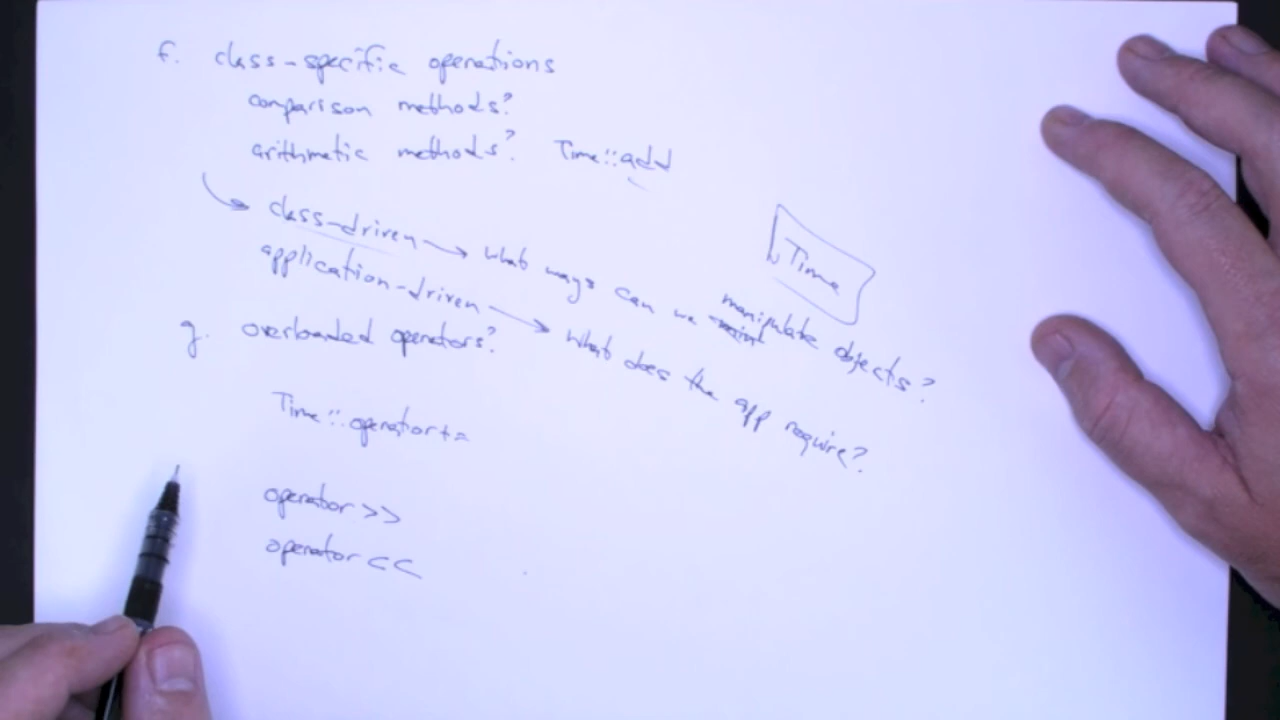 f. class-specific operations
comparison methods?
arithmetic methods? Time::add
class-driven → what ways can we manipulate objects?
Time
application-driven → what does the app require?
g. overloaded operators?
Time::operator+=
operator>>
operator<<